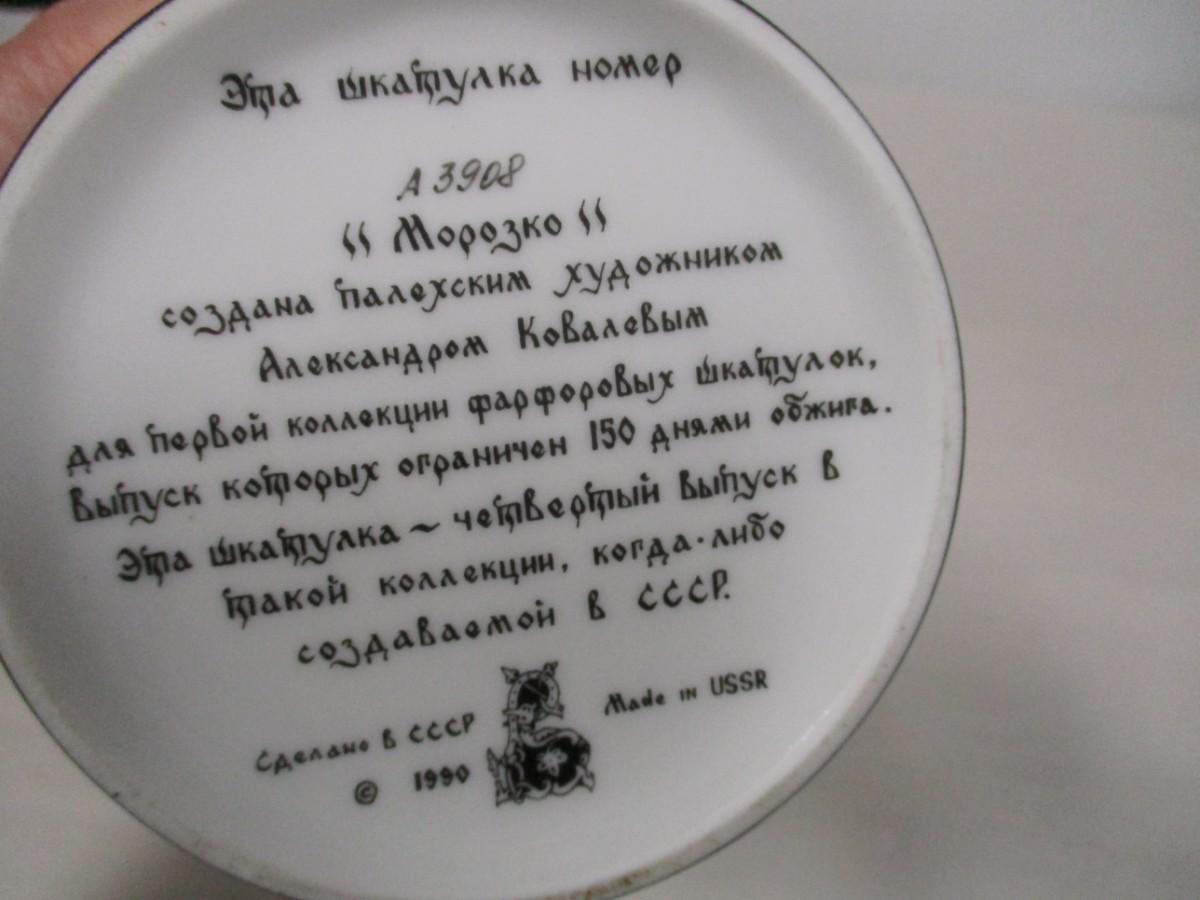 Эта шкатулка номер
А 3908
"Морозко"
создана палехским художником
Александром Ковалевым
для первой коллекции фарфоровых шкатулок,
выпуск которых ограничен 150 днями обжига.
Эта шкатулка ~ четвертый выпуск в
такой коллекции, когда-либо
создаваемой в СССР.
Сделано в СССР Made in USSR
© 1990